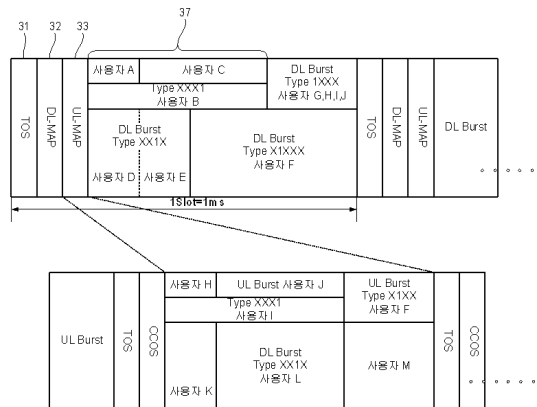 31
32
33
37
TOS
DL-MAP
UL-MAP
사용자 A
사용자 C
Type XXX1
사용자 B
DL Burst
Type 1XXX
사용자 G,H,I,J
DL Burst
Type XX1X
사용자 D
사용자 E
DL Burst
Type X1XXX
사용자 F
TOS
DL-MAP
UL-MAP
DL Burst
1Slot=1ms
UL Burst
TOS
CCOS
사용자 H
UL Burst 사용자 J
Type XXX1
사용자 I
UL Burst
Type X1XX
사용자 F
사용자 K
DL Burst
Type XX1X
사용자 L
사용자 M
TOS
CCOS